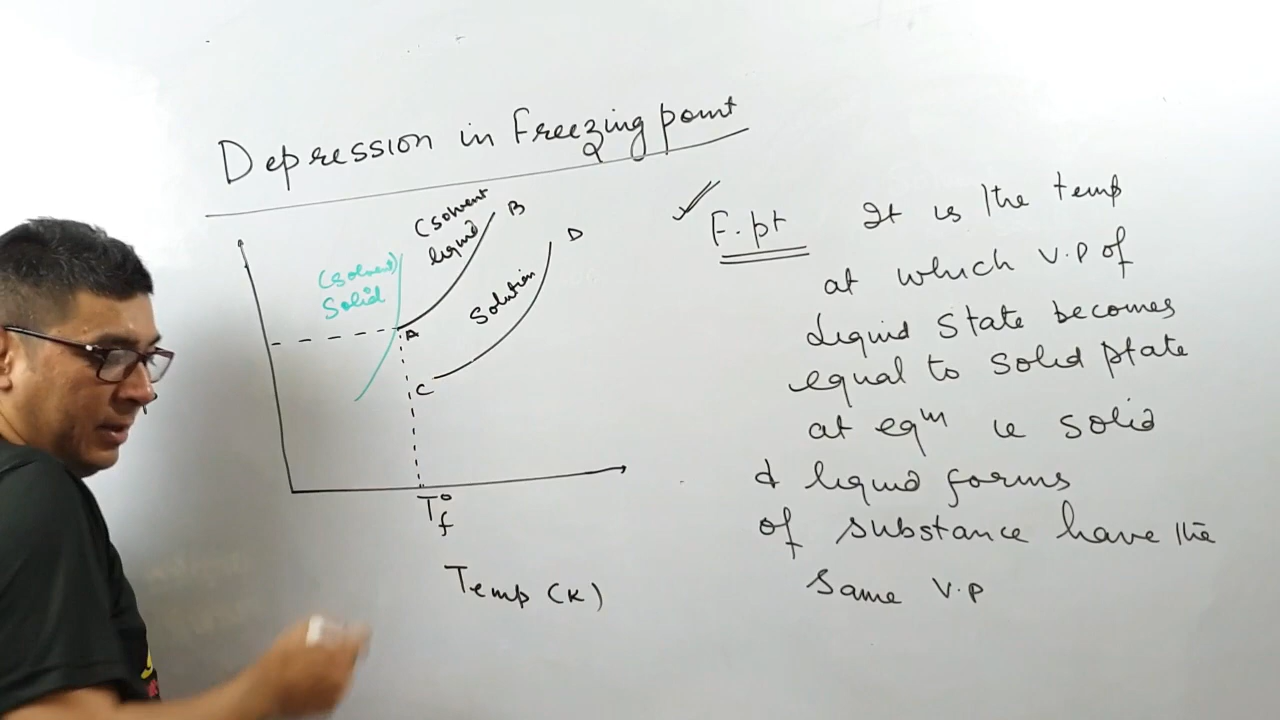 Depression in Freezing point
(solvent
liquid
B
D
(solvent)
Solid
Solution
A
C
T°f
Temp (K)
F.pt It is the temp
at which V.P of
liquid state becomes
equal to solid state
at eqm ie solid
& liquid forms
of substance have the
same V.P